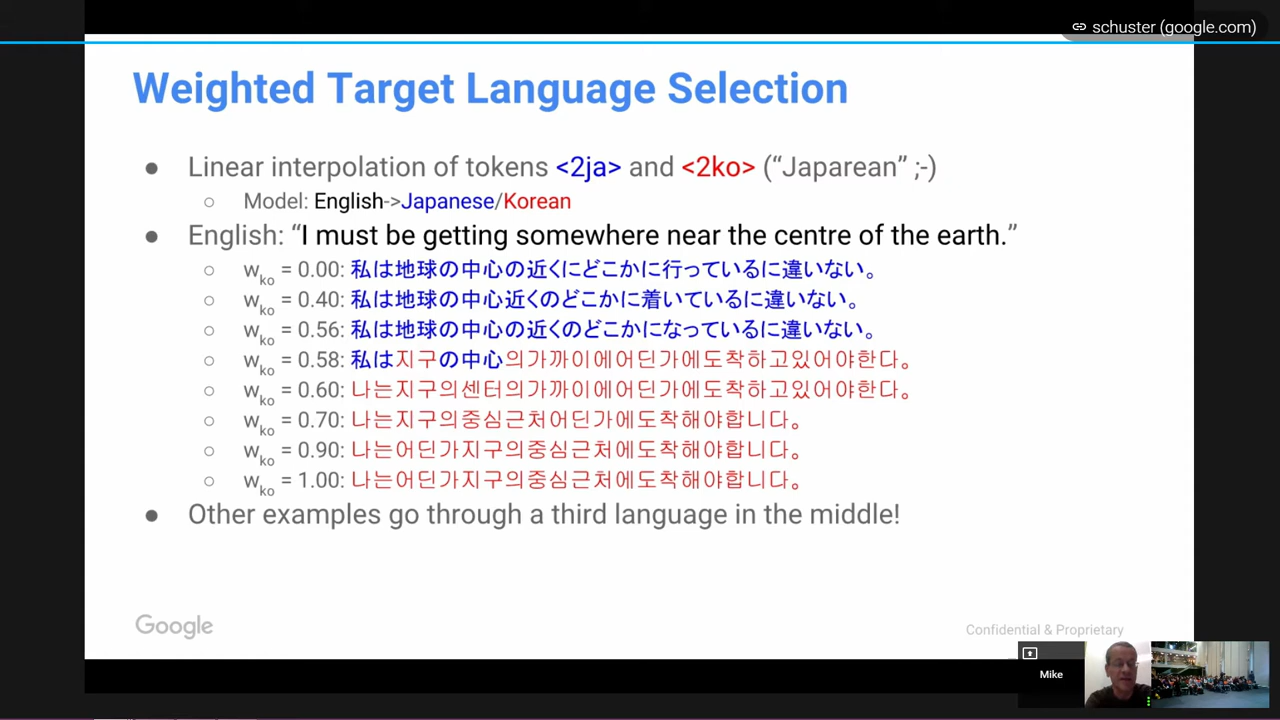 schuster (google.com)
Weighted Target Language Selection
● Linear interpolation of tokens <2ja> and <2ko> (“Japarean” ;-)
○ Model: English->Japanese/Korean
● English: “I must be getting somewhere near the centre of the earth.”
○ wko = 0.00: 私は地球の中心の近くにどこかに行っているに違いない。
○ wko = 0.40: 私は地球の中心近くのどこかに着いているに違いない。
○ wko = 0.56: 私は地球の中心の近くのどこかになっているに違いない。
○ wko = 0.58: 私は지구の中心의가까이에어딘가에도착하고있어야한다。
○ wko = 0.60: 나는지구의센터의가까이에어딘가에도착하고있어야한다。
○ wko = 0.70: 나는지구의중심근처어딘가에도착해야합니다。
○ wko = 0.90: 나는어딘가지구의중심근처에도착해야합니다。
○ wko = 1.00: 나는어딘가지구의중심근처에도착해야합니다。
● Other examples go through a third language in the middle!
Google
Confidential & Proprietary
Mike